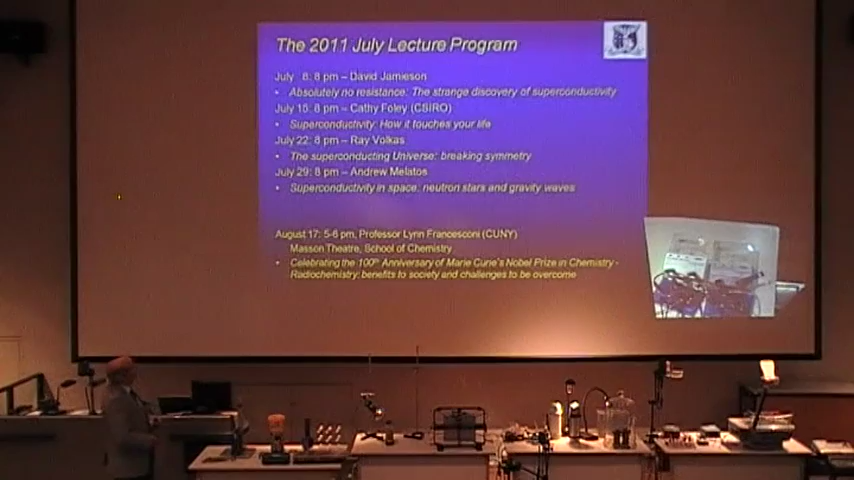 The 2011 July Lecture Program
July 8: 8 pm – David Jamieson
• Absolutely no resistance: The strange discovery of superconductivity
July 15: 8 pm – Cathy Foley (CSIRO)
• Superconductivity: How it touches your life
July 22: 8 pm – Ray Volkas
• The superconducting Universe: breaking symmetry
July 29: 8 pm – Andrew Melatos
• Superconductivity in space: neutron stars and gravity waves
August 17: 5-6 pm, Professor Lynn Francesconi (CUNY)
Masson Theatre, School of Chemistry
• Celebrating the 100th Anniversary of Marie Curie's Nobel Prize in Chemistry -
Radiochemistry: benefits to society and challenges to be overcome